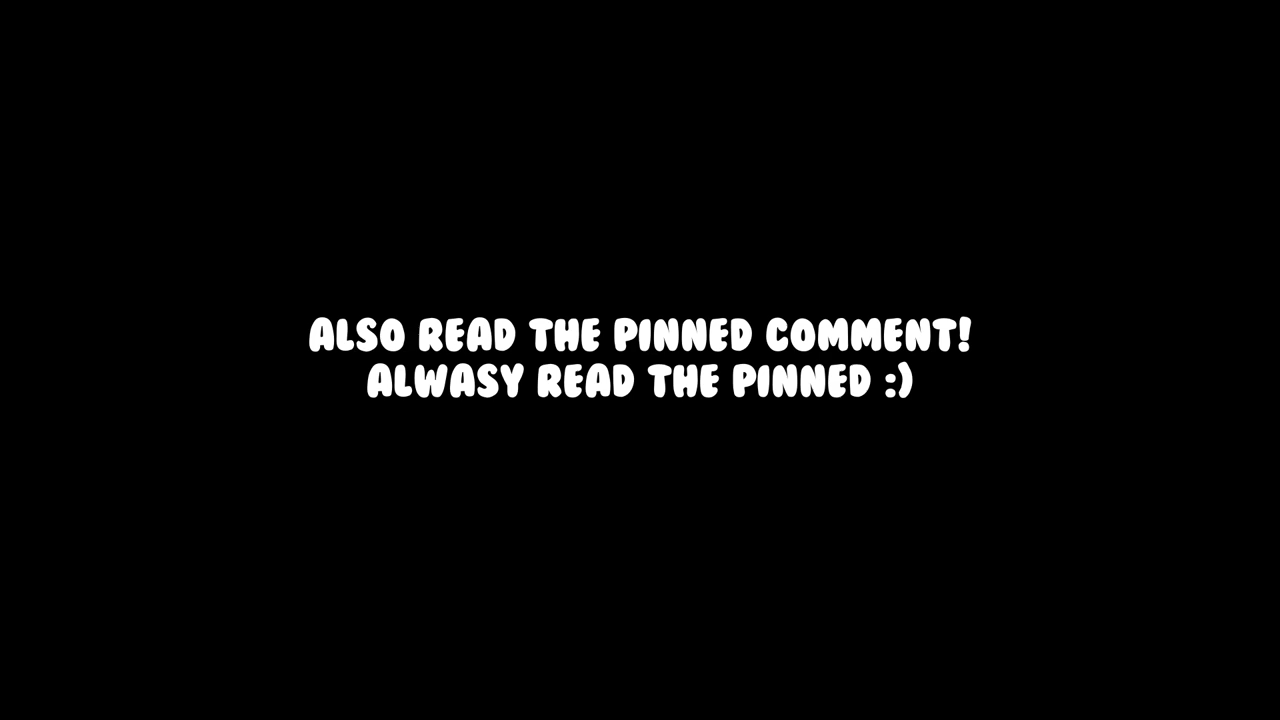 ALSO READ THE PINNED COMMENT!
ALWASY READ THE PINNED :)